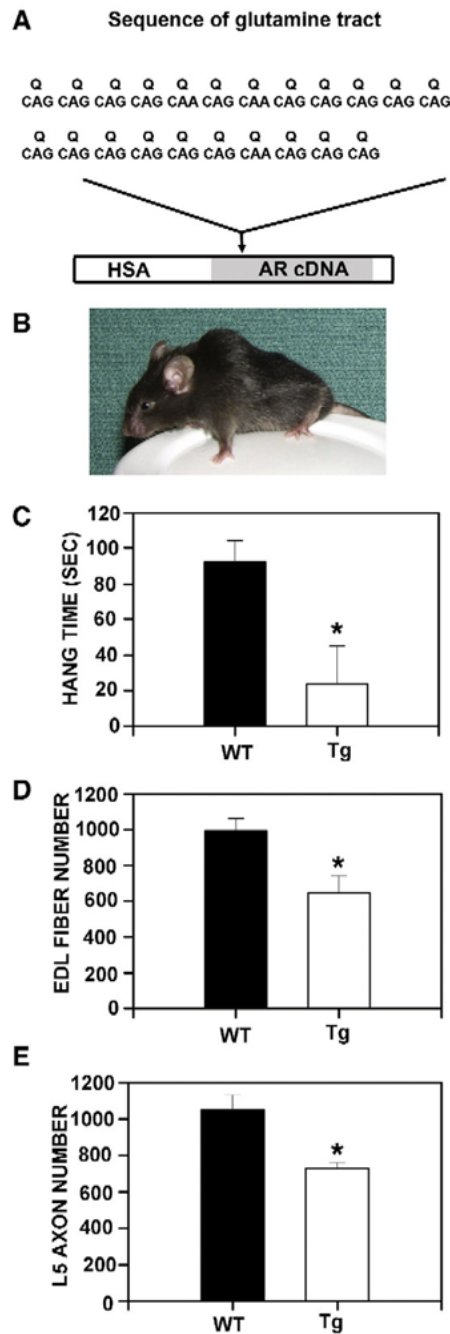 A Sequence of glutamine tract
Q Q Q Q Q Q Q Q Q Q Q Q
CAG CAG CAG CAG CAA CAG CAA CAG CAG CAG CAG CAG
Q Q Q Q Q Q Q Q Q Q
CAG CAG CAG CAG CAG CAG CAA CAG CAG CAG
HSA AR cDNA
B
C
HANG TIME (SEC)
120
100
80
60
40
20
0
*
WT Tg
D
EDL FIBER NUMBER
1200
1000
800
600
400
200
0
*
WT Tg
E
L5 AXON NUMBER
1200
1000
800
600
400
200
0
*
WT Tg